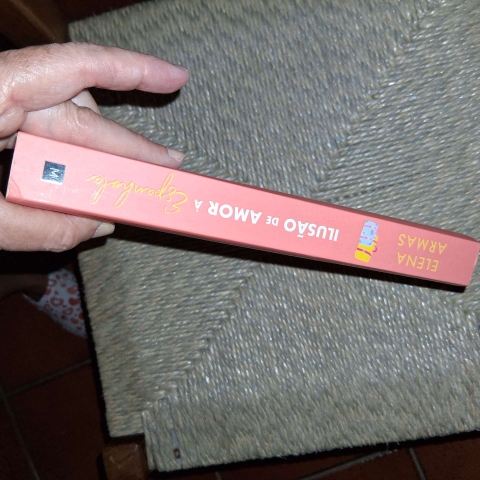 ELENA
ARMAS
ILUSÃO DE AMOR À Espanhola
M